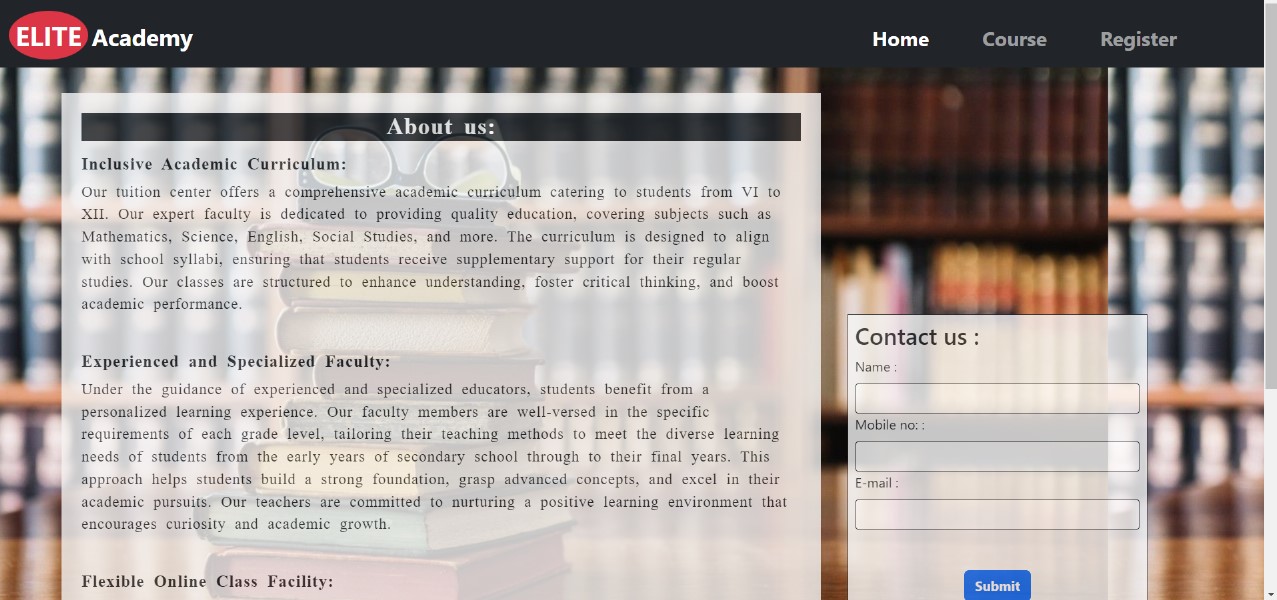 ELITE Academy
Home Course Register
About us:
Inclusive Academic Curriculum:
Our tuition center offers a comprehensive academic curriculum catering to students from VI to
XII. Our expert faculty is dedicated to providing quality education, covering subjects such as
Mathematics, Science, English, Social Studies, and more. The curriculum is designed to align
with school syllabi, ensuring that students receive supplementary support for their regular
studies. Our classes are structured to enhance understanding, foster critical thinking, and boost
academic performance.
Experienced and Specialized Faculty:
Under the guidance of experienced and specialized educators, students benefit from a
personalized learning experience. Our faculty members are well-versed in the specific
requirements of each grade level, tailoring their teaching methods to meet the diverse learning
needs of students from the early years of secondary school through to their final years. This
approach helps students build a strong foundation, grasp advanced concepts, and excel in their
academic pursuits. Our teachers are committed to nurturing a positive learning environment that
encourages curiosity and academic growth.
Flexible Online Class Facility:
Contact us :
Name :
Mobile no: :
E-mail :
Submit